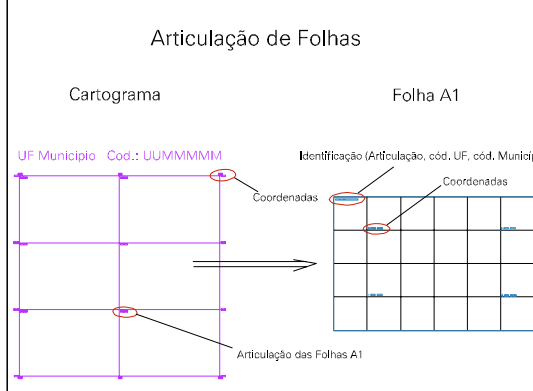 Articulação de Folhas
Cartograma
Folha A1
UF Municipio Cod.: UUMMMMM
Identificação (Articulação, cód. UF, cód. Municíp
Coordenadas
Coordenadas
Articulação das Folhas A1